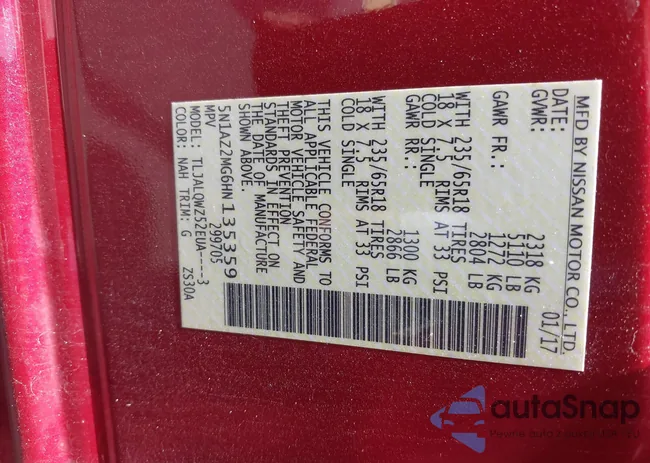 MFD BY NISSAN MOTOR CO., LTD.
DATE: 01/17
GVWR: 2318 KG
5110 LB
GAWR FR.: 1272 KG
2804 LB
WITH 235/65R18 TIRES
18 X 7.5 RIMS AT 33 PSI
COLD SINGLE
GAWR RR.: 1300 KG
2866 LB
WITH 235/65R18 TIRES
18 X 7.5 RIMS AT 33 PSI
COLD SINGLE
THIS VEHICLE CONFORMS TO
ALL APPLICABLE FEDERAL
MOTOR VEHICLE SAFETY AND
THEFT PREVENTION
STANDARDS IN EFFECT ON
THE DATE OF MANUFACTURE
SHOWN ABOVE.
5N1AZ2MG6HN135359
MPV 299705
MODEL: TLJALQWZ52EUA----3
COLOR: NAH TRIM: G ZS30A
autaSnap